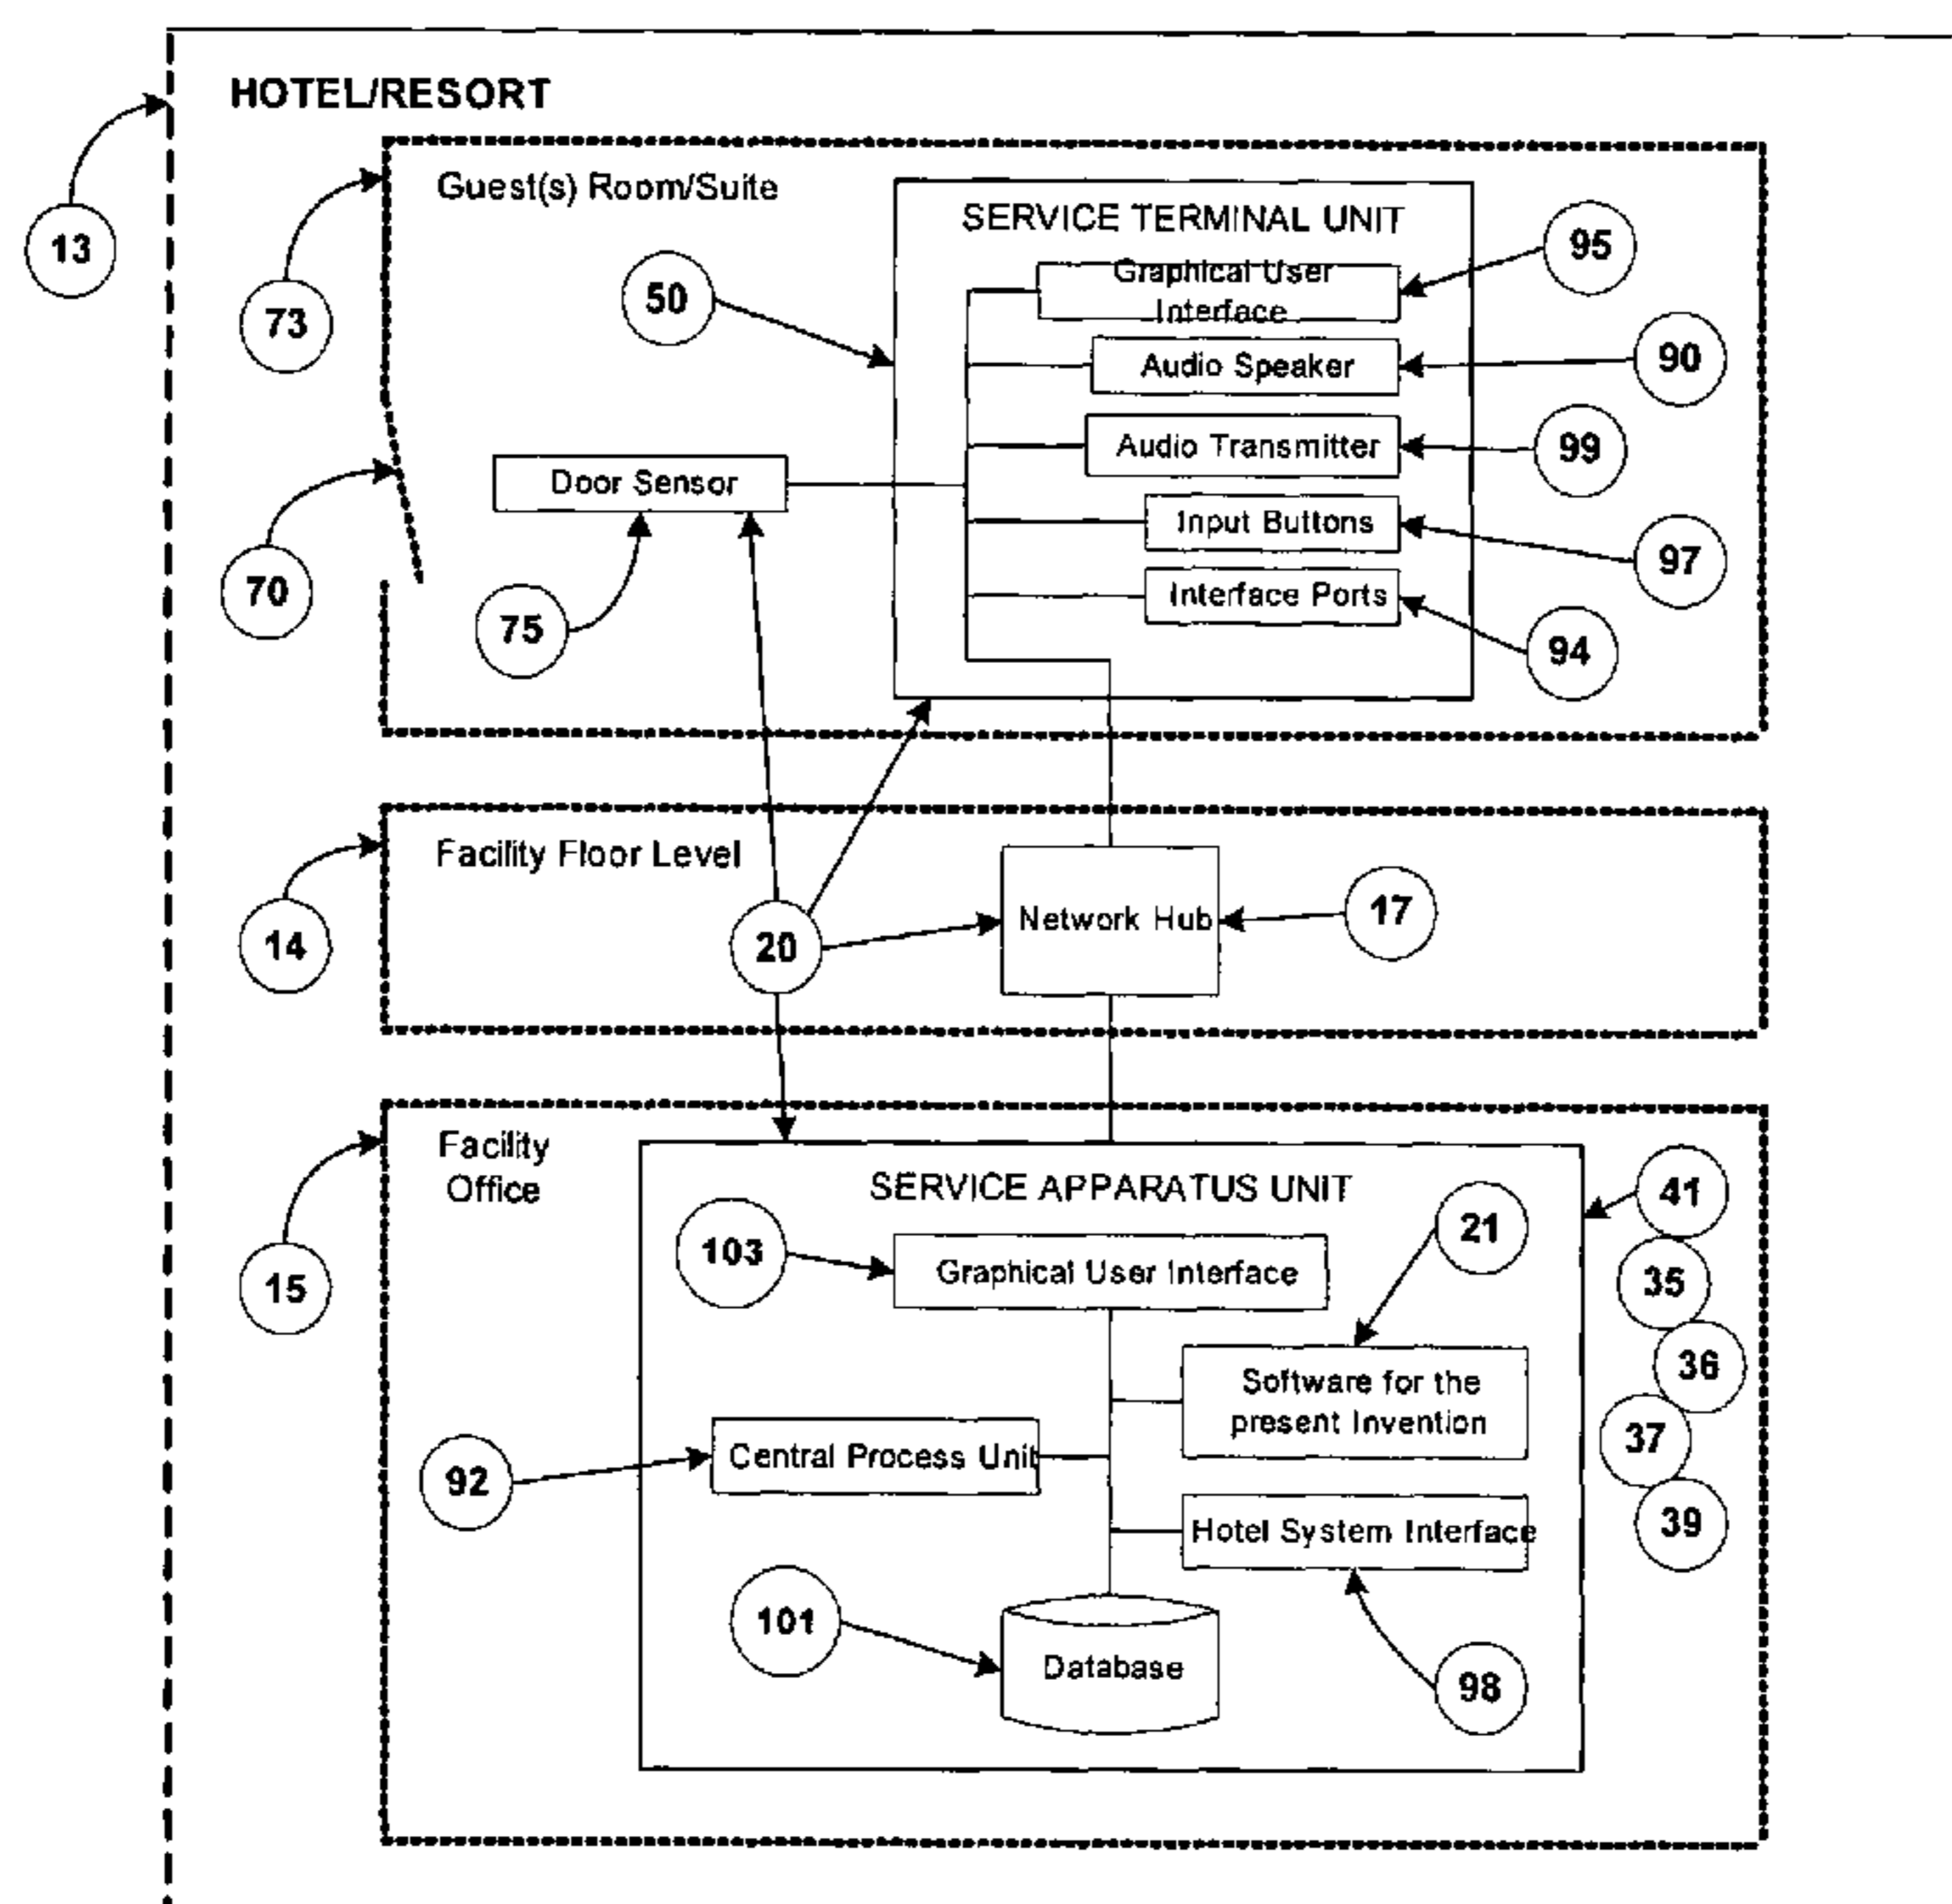 HOTEL/RESORT
13
73
Guest(s) Room/Suite
50
SERVICE TERMINAL UNIT
Graphical User
Interface
95
Audio Speaker
90
Audio Transmitter
99
Door Sensor
Input Buttons
97
70
75
Interface Ports
94
Facility Floor Level
14
20
Network Hub
17
Facility
Office
15
SERVICE APPARATUS UNIT
41
103
Graphical User Interface
21
35
Software for the
present Invention
36
92
Central Process Unit
37
Hotel System Interface
39
101
Database
98